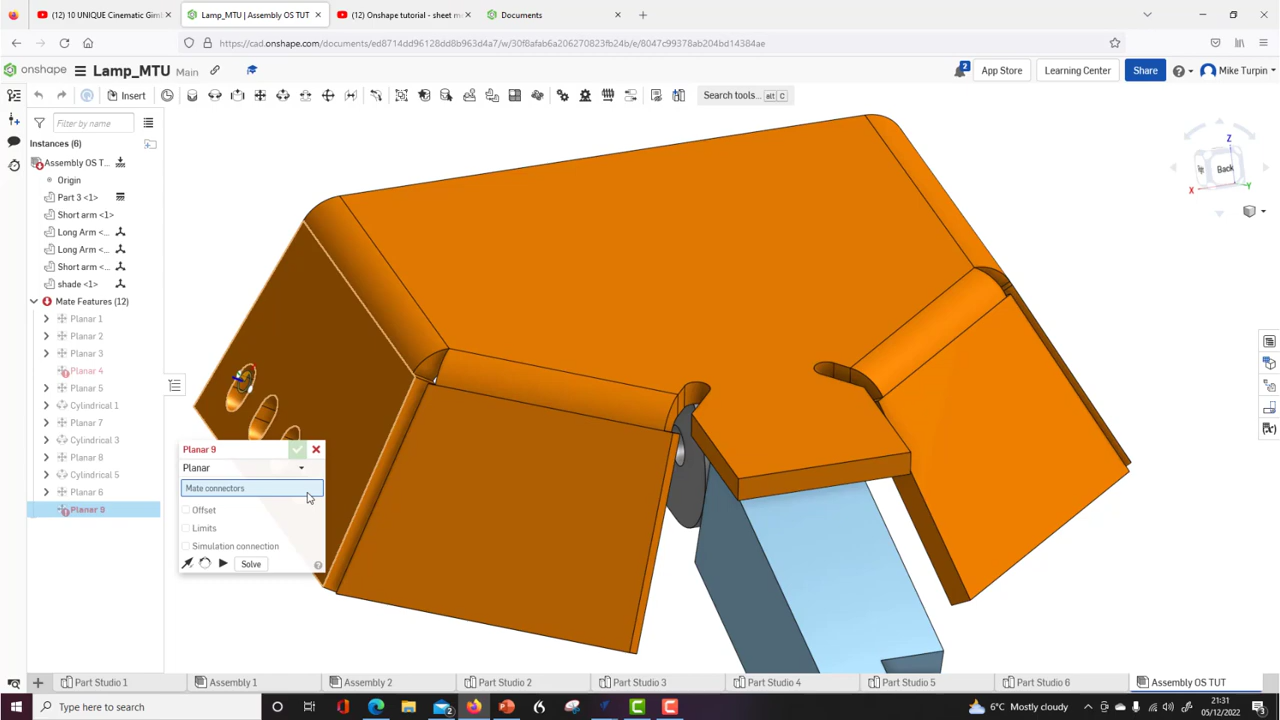 (12) 10 UNIQUE Cinematic Gim
Lamp_MTU | Assembly OS TUT
(12) Onshape tutorial - sheet m
Documents
https://cad.onshape.com/documents/ed8714dd96128dd8b963d4a7/w/30f8afab6a206270823fb24b/e/8047c99378ab204bd14384ae
onshape
Lamp_MTU
Main
2
App Store
Learning Center
Share
Mike Turpin
Insert
Search tools...
alt C
Filter by name
Instances (6)
Assembly OS T...
Origin
Part 3 <1>
Short arm <1>
Long Arm <...
Long Arm <...
Short arm <...
shade <1>
Mate Features (12)
Planar 1
Planar 2
Planar 3
Planar 4
Planar 5
Cylindrical 1
Planar 7
Cylindrical 3
Planar 8
Cylindrical 5
Planar 6
Planar 9
Planar 9
Planar
Mate connectors
Offset
Limits
Simulation connection
Solve
Z
Back
X
Y
Part Studio 1
Assembly 1
Assembly 2
Part Studio 2
Part Studio 3
Part Studio 4
Part Studio 5
Part Studio 6
Assembly OS TUT
Type here to search
6°C Mostly cloudy
21:31
05/12/2022